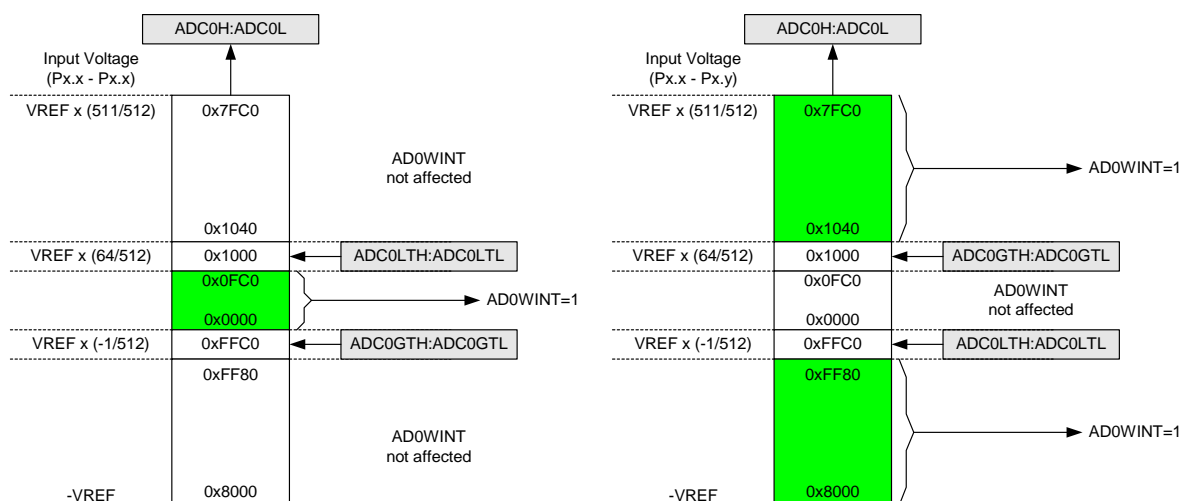 ADC0H:ADC0L
Input Voltage
(Px.x - Px.x)
VREF x (511/512)
0x7FC0
AD0WINT
not affected
0x1040
VREF x (64/512)
0x1000
ADC0LTH:ADC0LTL
0x0FC0
AD0WINT=1
0x0000
VREF x (-1/512)
0xFFC0
ADC0GTH:ADC0GTL
0xFF80
AD0WINT
not affected
-VREF
0x8000
ADC0H:ADC0L
Input Voltage
(Px.x - Px.y)
VREF x (511/512)
0x7FC0
AD0WINT=1
0x1040
VREF x (64/512)
0x1000
ADC0GTH:ADC0GTL
0x0FC0
AD0WINT
not affected
0x0000
VREF x (-1/512)
0xFFC0
ADC0LTH:ADC0LTL
0xFF80
AD0WINT=1
-VREF
0x8000